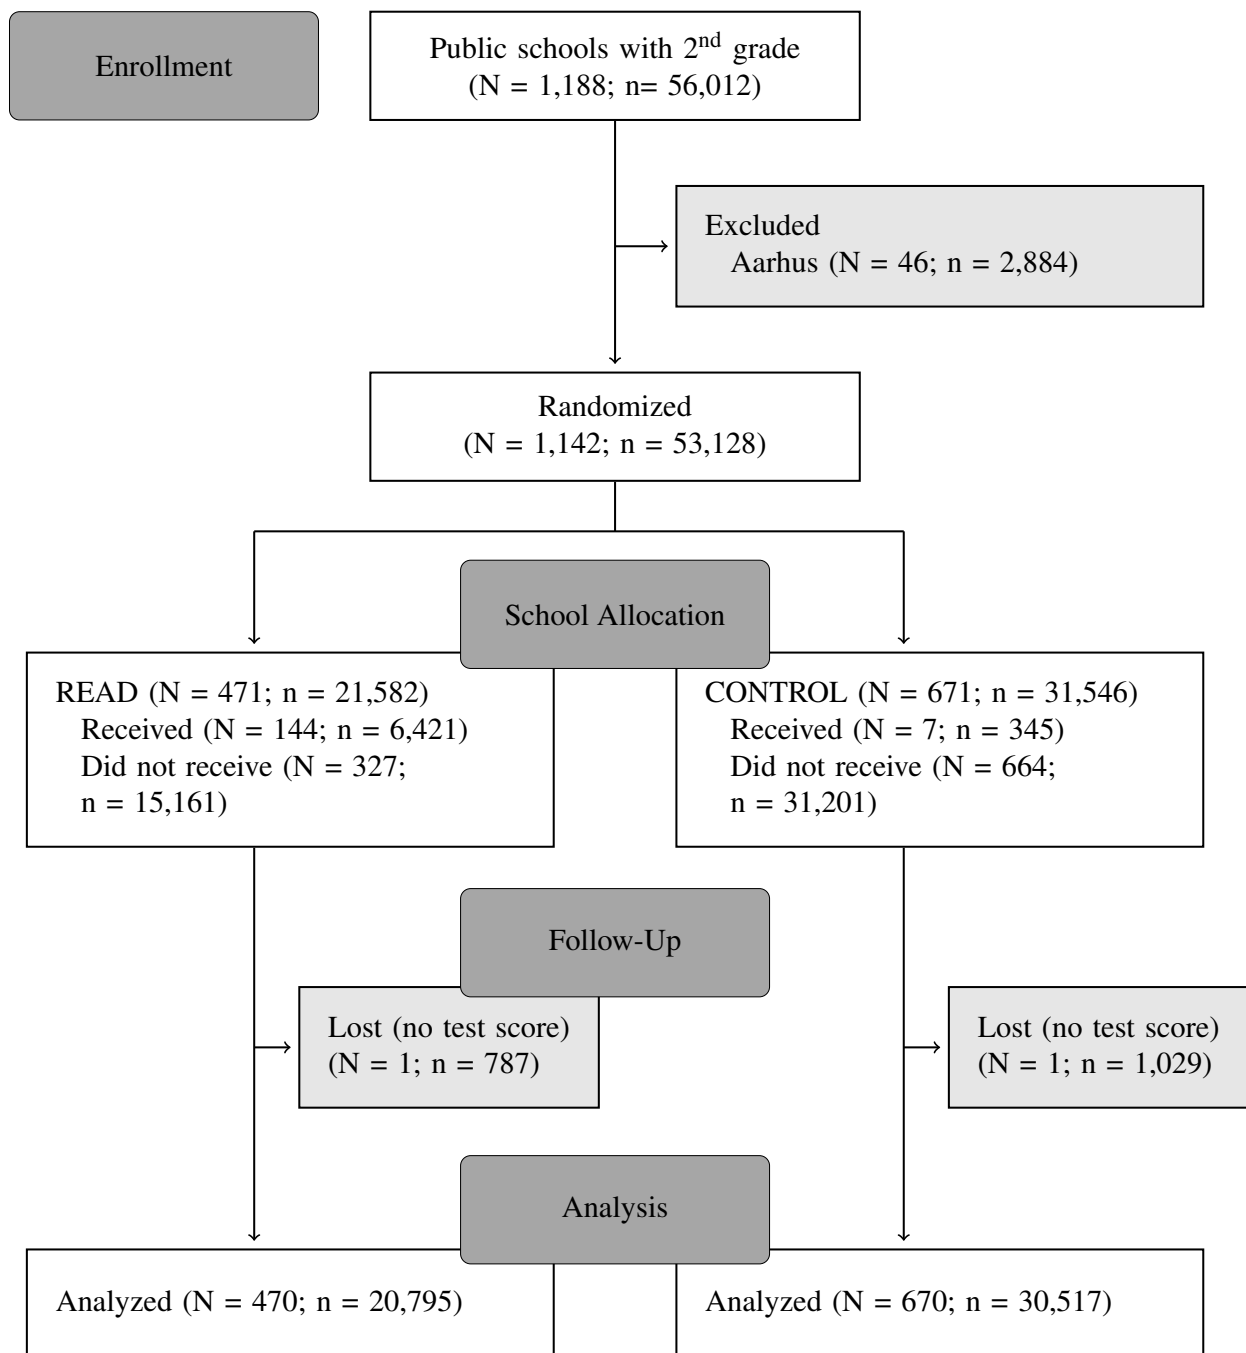 Enrollment
Public schools with 2nd grade
(N = 1,188; n= 56,012)
Excluded
Aarhus (N = 46; n = 2,884)
Randomized
(N = 1,142; n = 53,128)
School Allocation
READ (N = 471; n = 21,582)
Received (N = 144; n = 6,421)
Did not receive (N = 327;
n = 15,161)
CONTROL (N = 671; n = 31,546)
Received (N = 7; n = 345)
Did not receive (N = 664;
n = 31,201)
Follow-Up
Lost (no test score)
(N = 1; n = 787)
Lost (no test score)
(N = 1; n = 1,029)
Analysis
Analyzed (N = 470; n = 20,795)
Analyzed (N = 670; n = 30,517)